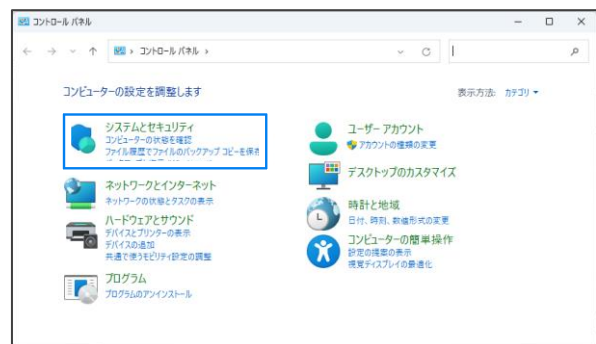 コントロール パネル
コントロール パネル
コンピューターの設定を調整します
表示方法: カテゴリ
システムとセキュリティ
コンピューターの状態を確認
ファイル履歴でファイルのバックアップ コピーを保存
ネットワークとインターネット
ネットワークの状態とタスクの表示
ハードウェアとサウンド
デバイスとプリンターの表示
デバイスの追加
共通で使うモビリティ設定の調整
プログラム
プログラムのアンインストール
ユーザー アカウント
アカウントの種類の変更
デスクトップのカスタマイズ
時計と地域
日付、時刻、数値形式の変更
コンピューターの簡単操作
設定の提案の表示
視覚ディスプレイの最適化